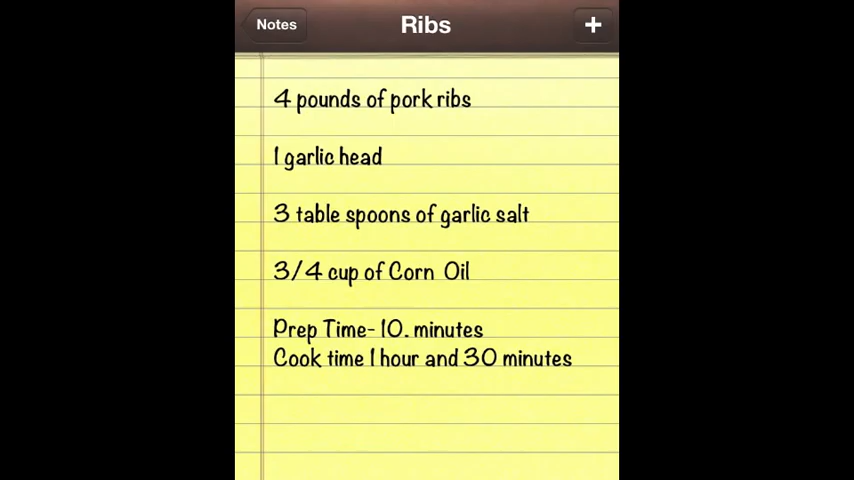 Notes
Ribs
+
4 pounds of pork ribs
1 garlic head
3 table spoons of garlic salt
3/4 cup of Corn Oil
Prep Time- 10. minutes
Cook time 1 hour and 30 minutes